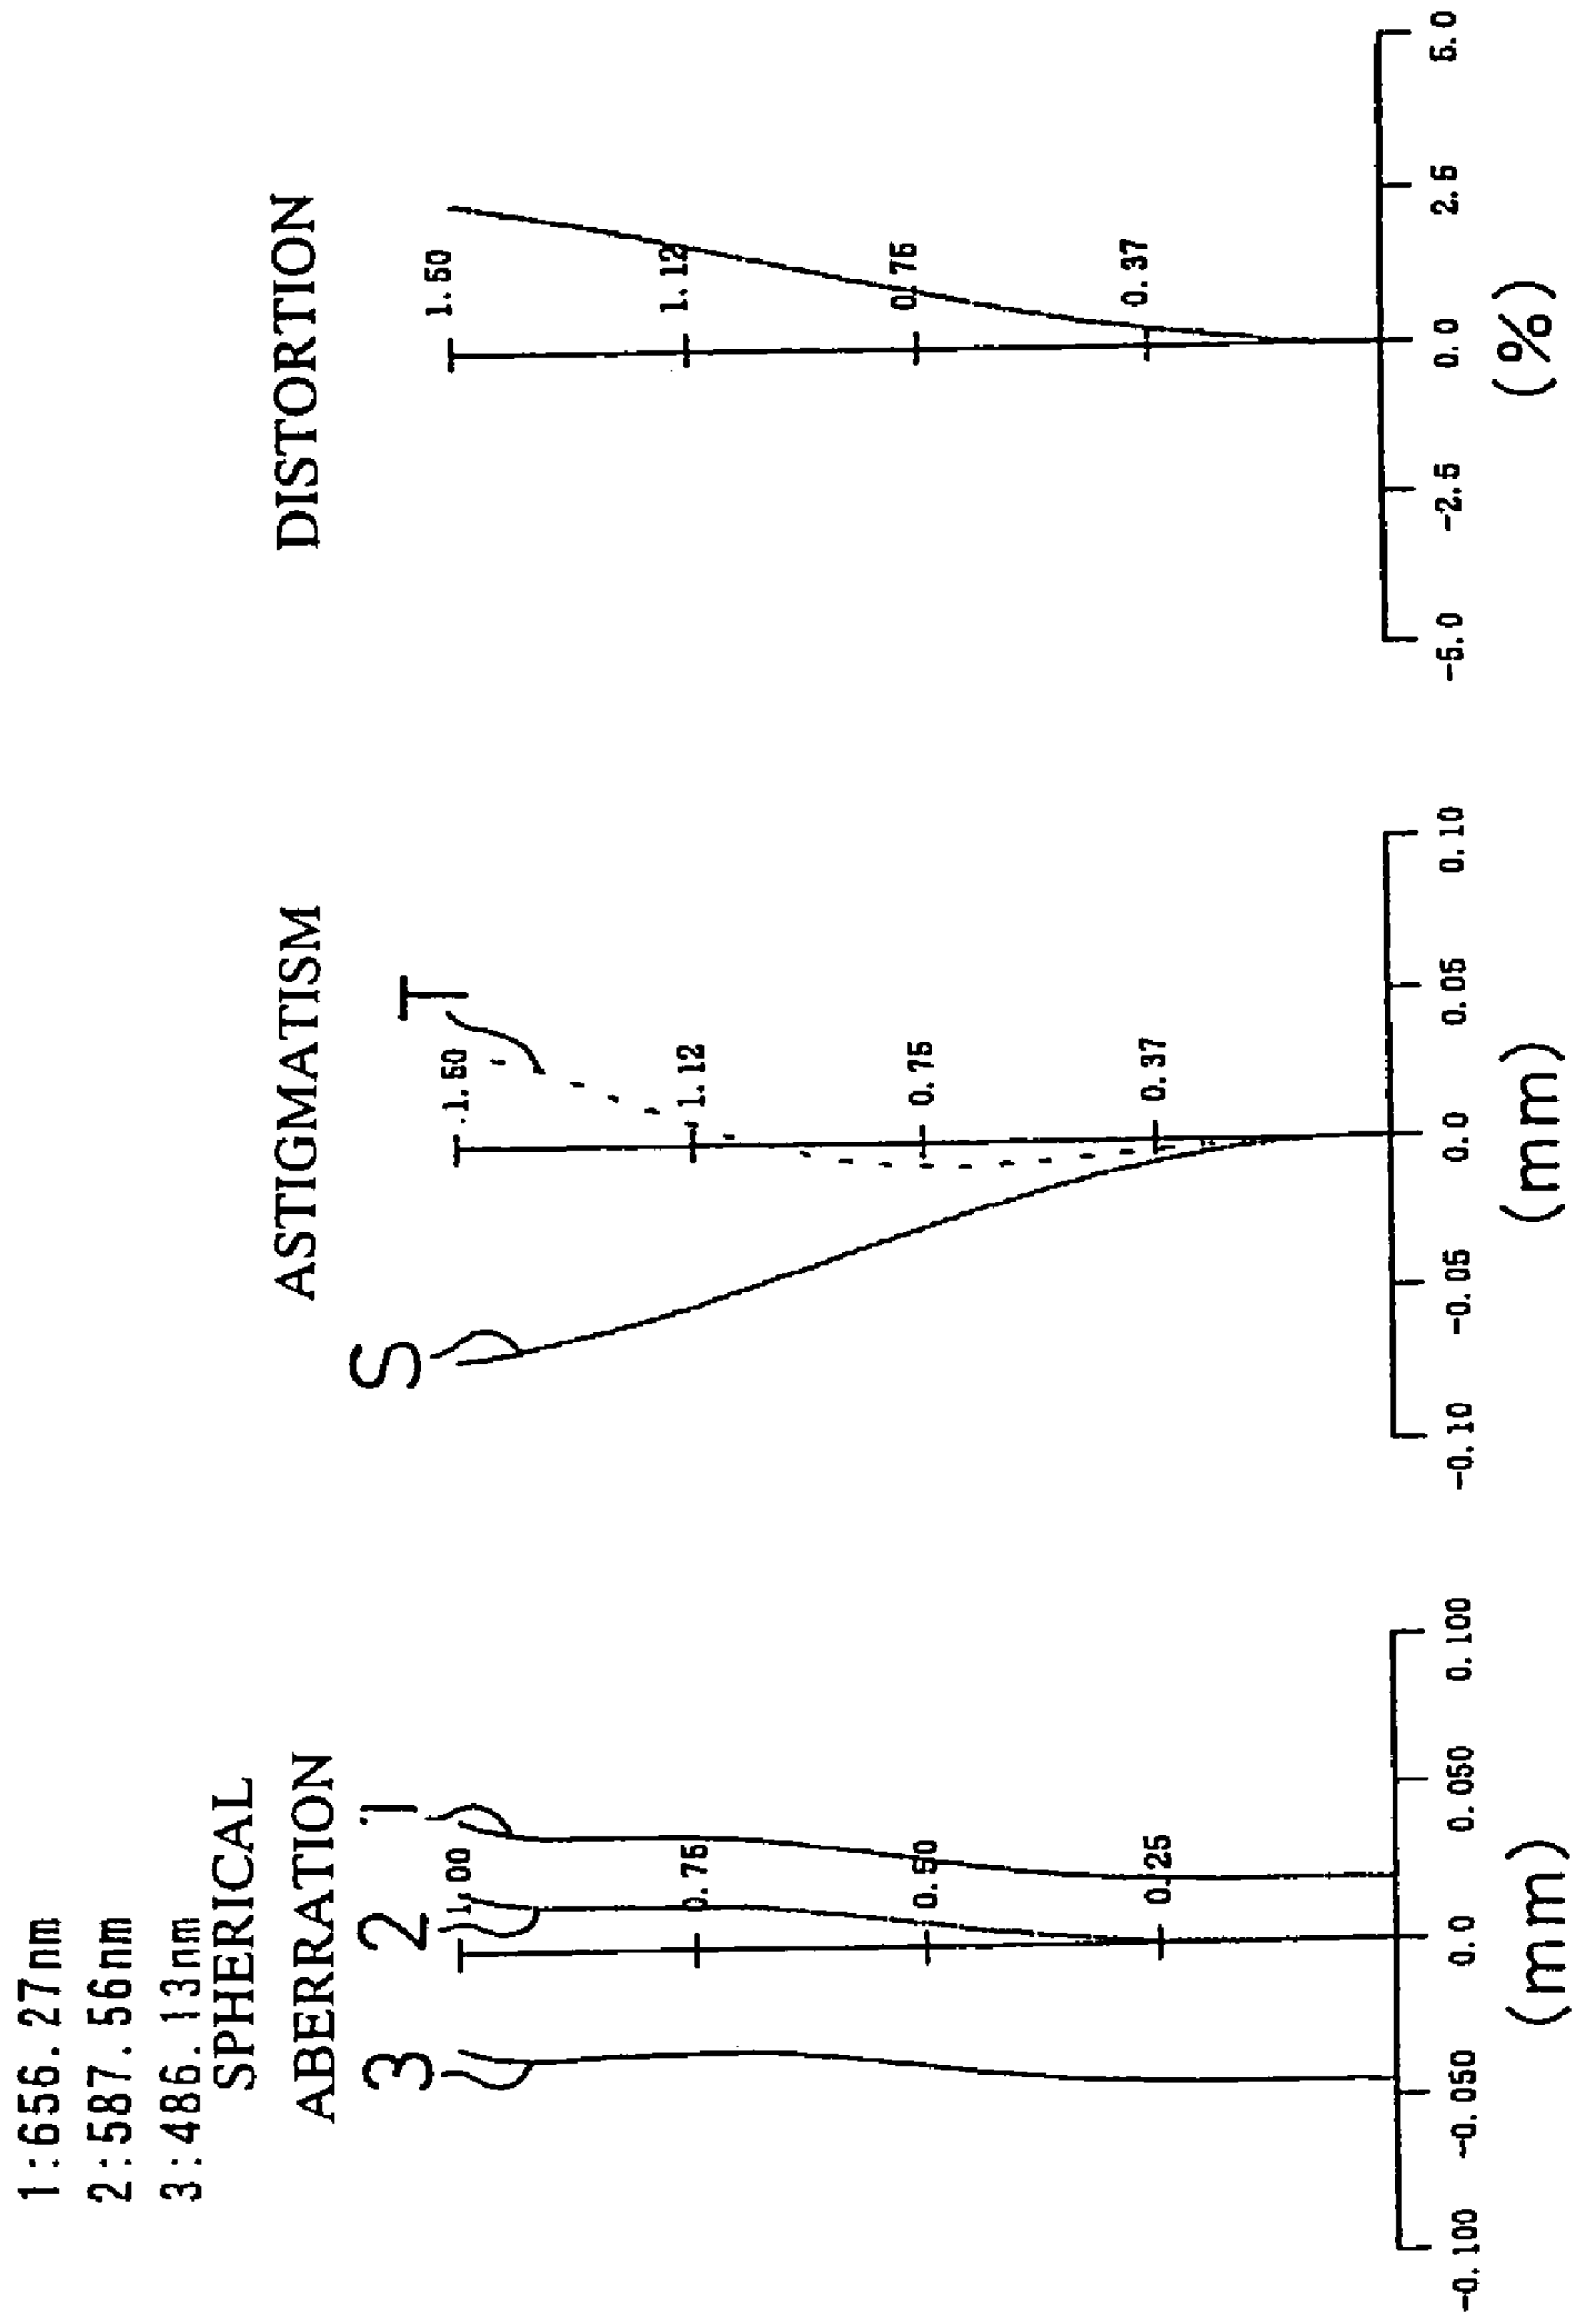 1:656.27nm
2:587.56nm
3:486.13nm
SPHERICAL
ABERRATION
3
2
1
1.00
0.75
0.50
0.25
-0.100
-0.050
0.0
0.050
0.100
(mm)
ASTIGMATISM
S
T
1.50
1.12
0.75
0.37
-0.10
-0.05
0.0
0.05
0.10
(mm)
DISTORTION
1.50
1.12
0.75
0.37
-5.0
-2.5
0.0
2.5
5.0
(%)